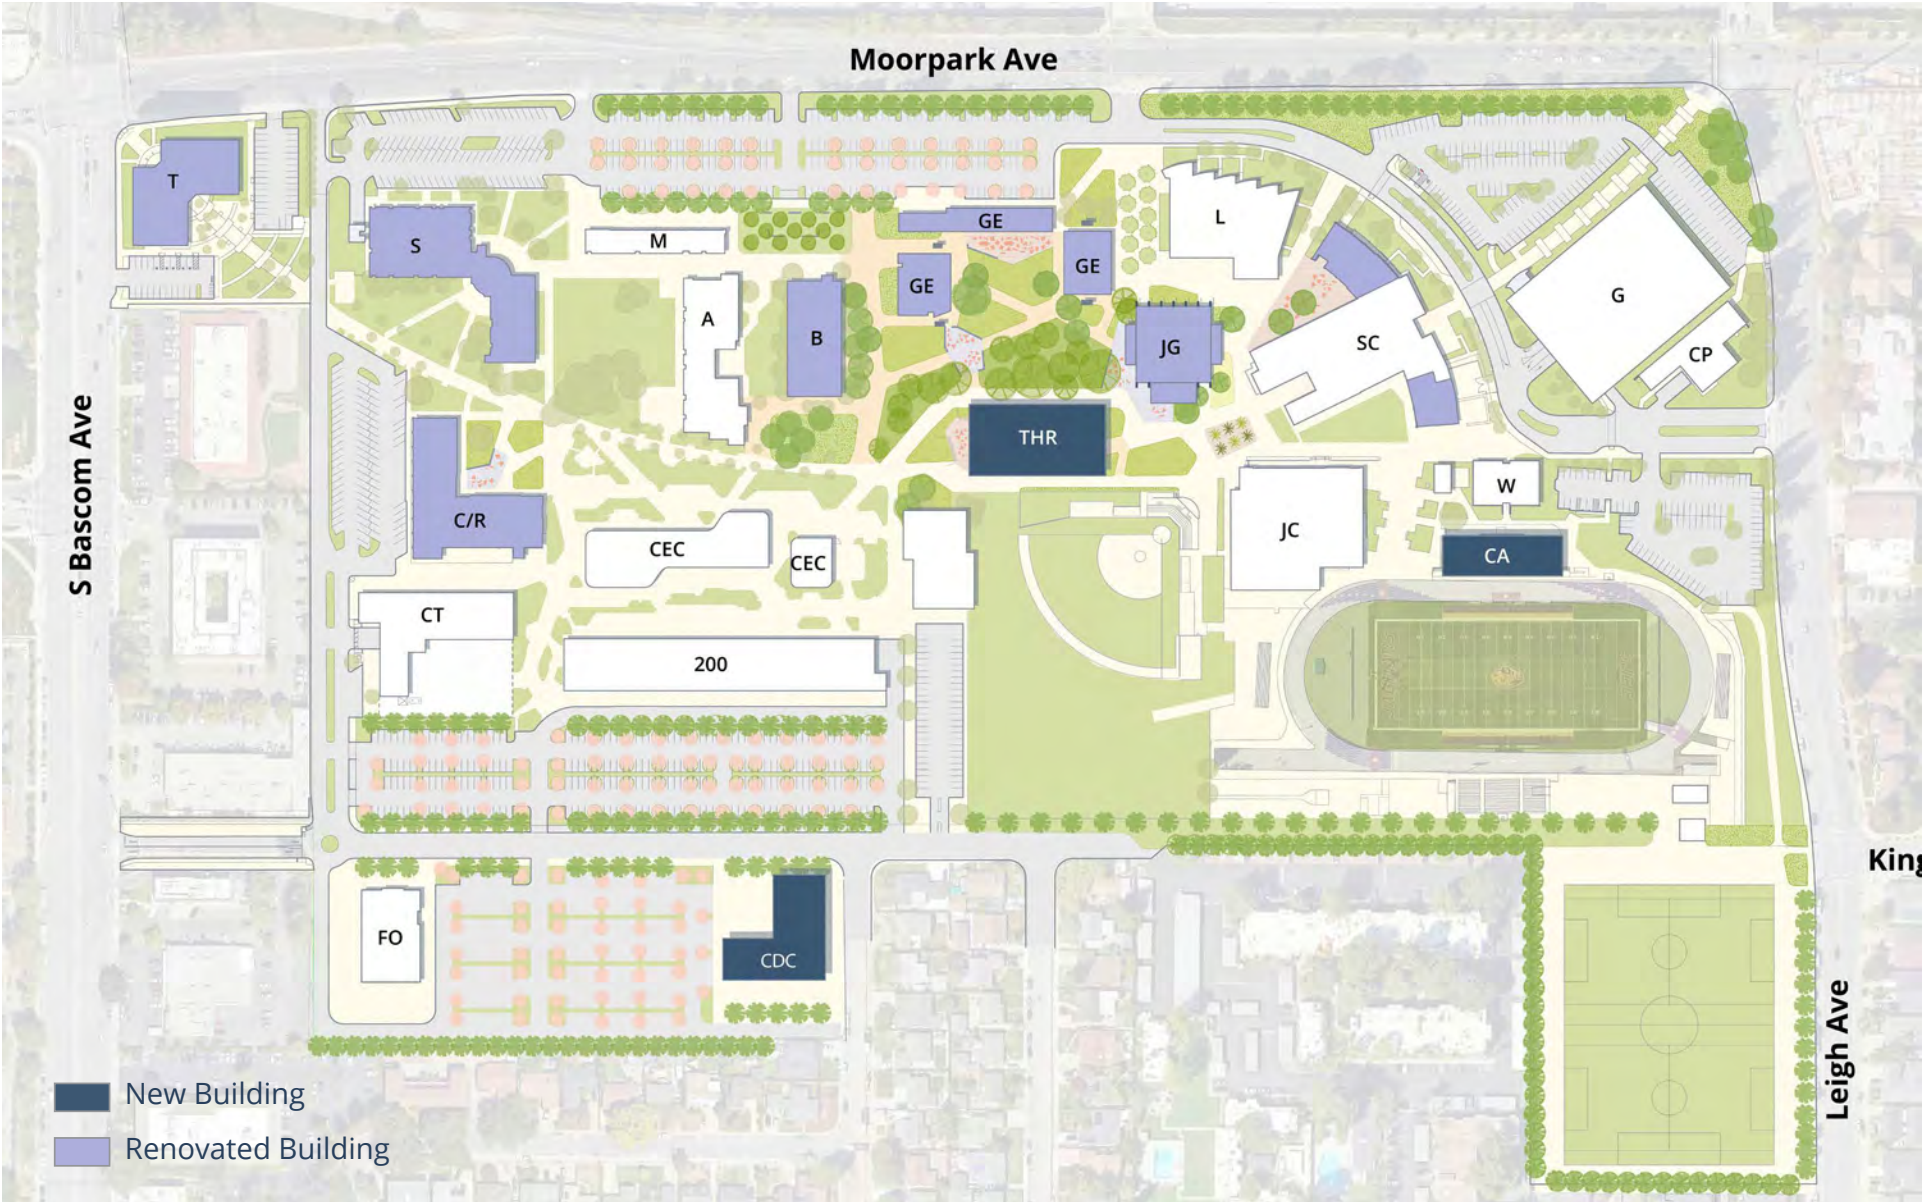 Moorpark Ave
T
S
M
GE
GE
GE
L
A
B
JG
SC
G
CP
S Bascom Ave
THR
C/R
CEC
CEC
JC
W
CA
CT
200
King
FO
CDC
Leigh Ave
New Building
Renovated Building